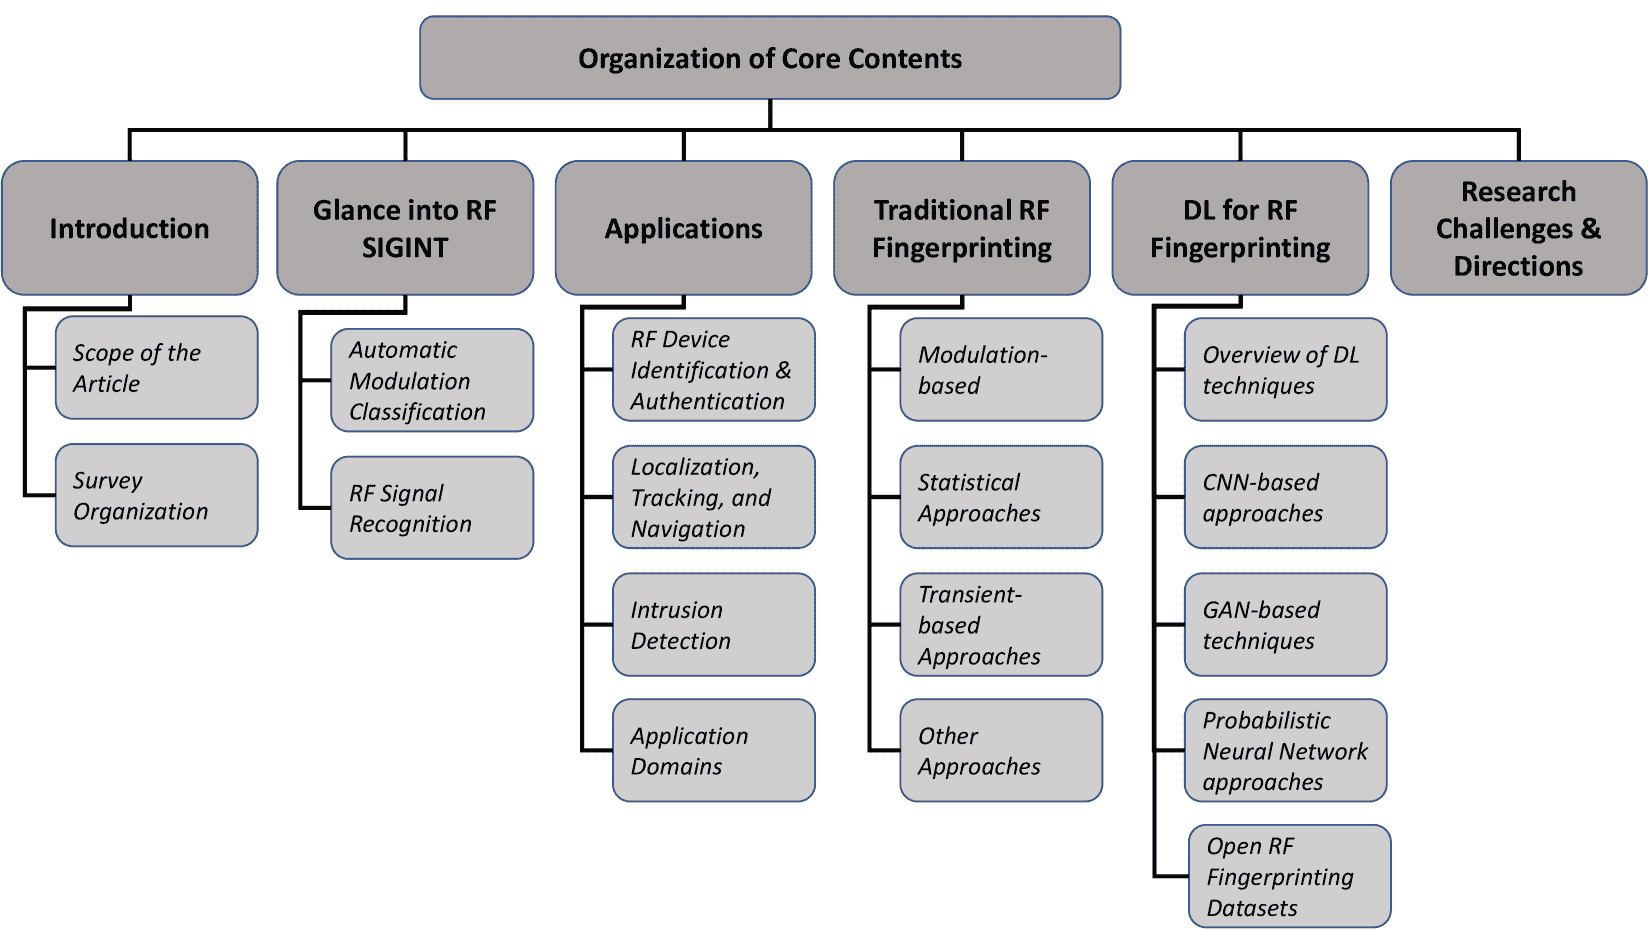 Organization of Core Contents
Introduction
Scope of the
Article
Survey
Organization
Glance into RF
SIGINT
Automatic
Modulation
Classification
RF Signal
Recognition
Applications
RF Device
Identification &
Authentication
Localization,
Tracking, and
Navigation
Intrusion
Detection
Application
Domains
Traditional RF
Fingerprinting
Modulation-
based
Statistical
Approaches
Transient-
based
Approaches
Other
Approaches
DL for RF
Fingerprinting
Overview of DL
techniques
CNN-based
approaches
GAN-based
techniques
Probabilistic
Neural Network
approaches
Open RF
Fingerprinting
Datasets
Research
Challenges &
Directions